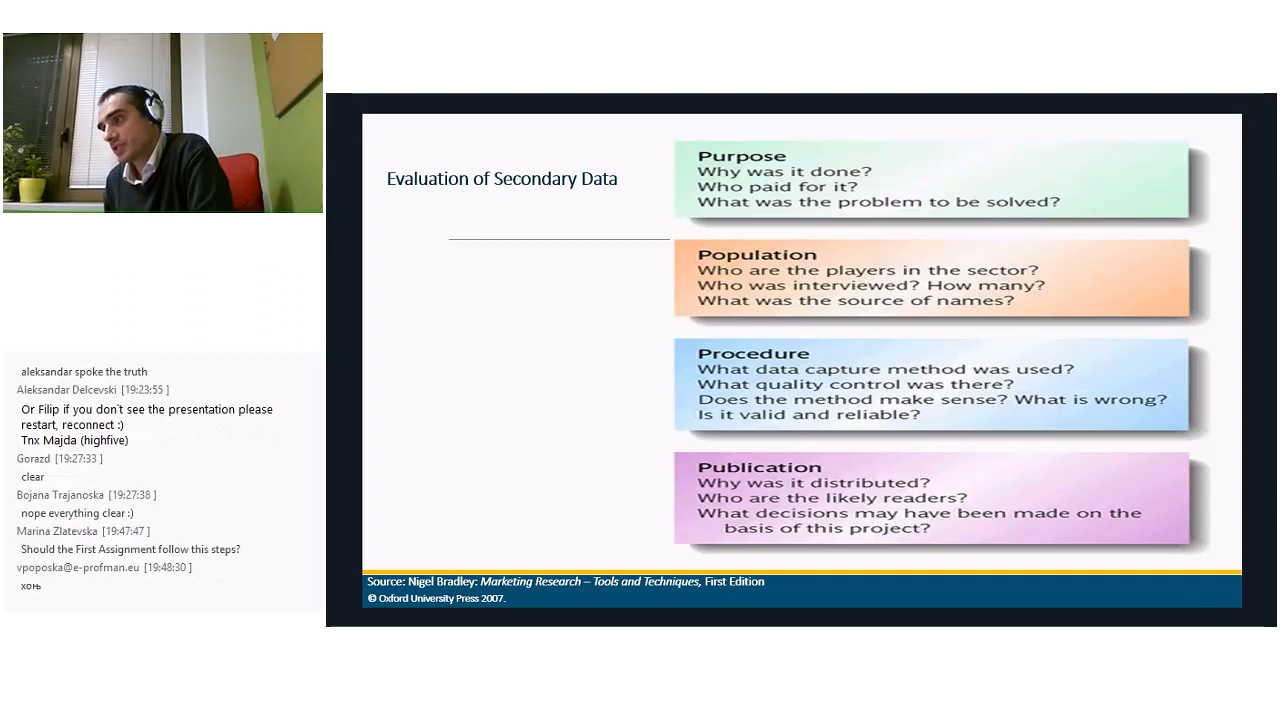 aleksandar spoke the truth
Aleksandar Delcevski [19:23:55 ]
Or Filip if you don`t see the presentation please
restart, reconnect :)
Tnx Majda (highfive)
Gorazd [19:27:33 ]
clear
Bojana Trajanoska [19:27:38 ]
nope everything clear :)
Marina Zlatevska [19:47:47 ]
Should the First Assignment follow this steps?
vpoposka@e-profman.eu [19:48:30 ]
хоњ
Evaluation of Secondary Data
Purpose
Why was it done?
Who paid for it?
What was the problem to be solved?
Population
Who are the players in the sector?
Who was interviewed? How many?
What was the source of names?
Procedure
What data capture method was used?
What quality control was there?
Does the method make sense? What is wrong?
Is it valid and reliable?
Publication
Why was it distributed?
Who are the likely readers?
What decisions may have been made on the
basis of this project?
Source: Nigel Bradley: Marketing Research – Tools and Techniques, First Edition
© Oxford University Press 2007.